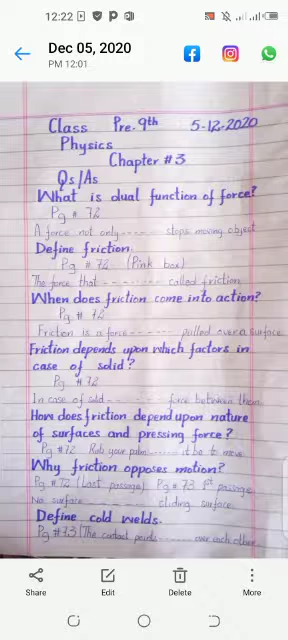 12:22
Dec 05, 2020
PM 12:01
Class Pre. 9th 5-12-2020
Physics
Chapter #3
Qs/As
What is dual function of force?
Pg # 72
A force not only ------ stops moving object
Define friction.
Pg # 72 (Pink box)
The force that ------- called friction
When does friction come into action?
Pg # 72
Friction is a force ------ pulled over a surface
Friction depends upon which factors in
case of solid?
Pg # 72
In case of solid -- - ---- force between them
How does friction depend upon nature
of surfaces and pressing force?
Pg #72 Rub your palm ------ it be to move
Why friction opposes motion?
Pg #72 (Last passage) Pg #73 1st passage
No surface ------- sliding surface
Define cold welds.
Pg #73 (The contact points ------- over each other
Share
Edit
Delete
More